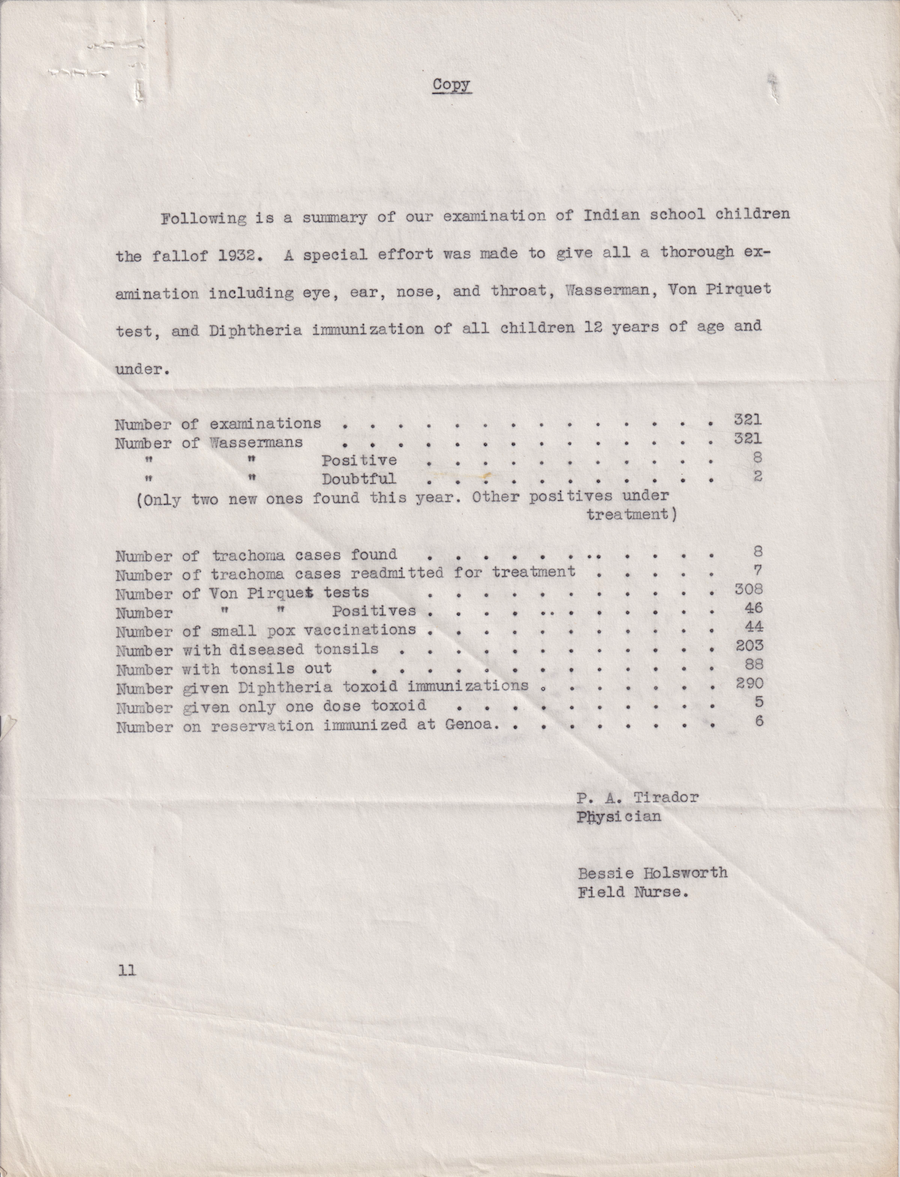 Copy
Following is a summary of our examination of Indian school children
the fallof 1932. A special effort was made to give all a thorough ex-
amination including eye, ear, nose, and throat, Wasserman, Von Pirquet
test, and Diphtheria immunization of all children 12 years of age and
under.
Number of examinations . . . . . . . . . . . . . . 321
Number of Wassermans . . . . . . . . . . . . . . 321
" " Positive . . . . . . . . . . . 8
" " Doubtful . . . . . . . . . . . 2
(Only two new ones found this year. Other positives under
treatment)
Number of trachoma cases found . . . . . . .. . . . . 8
Number of trachoma cases readmitted for treatment . . . . . 7
Number of Von Pirquet tests . . . . . . . . . . . 308
Number " " Positives . . . . .. . . . . . 46
Number of small pox vaccinations . . . . . . . . . . . 44
Number with diseased tonsils . . . . . . . . . . . . 203
Number with tonsils out . . . . . . . . . . . . . 88
Number given Diphtheria toxoid immunizations . . . . . . . 290
Number given only one dose toxoid . . . . . . . . . . 5
Number on reservation immunized at Genoa. . . . . . . . . 6
P. A. Tirador
Physician
Bessie Holsworth
Field Nurse.
11